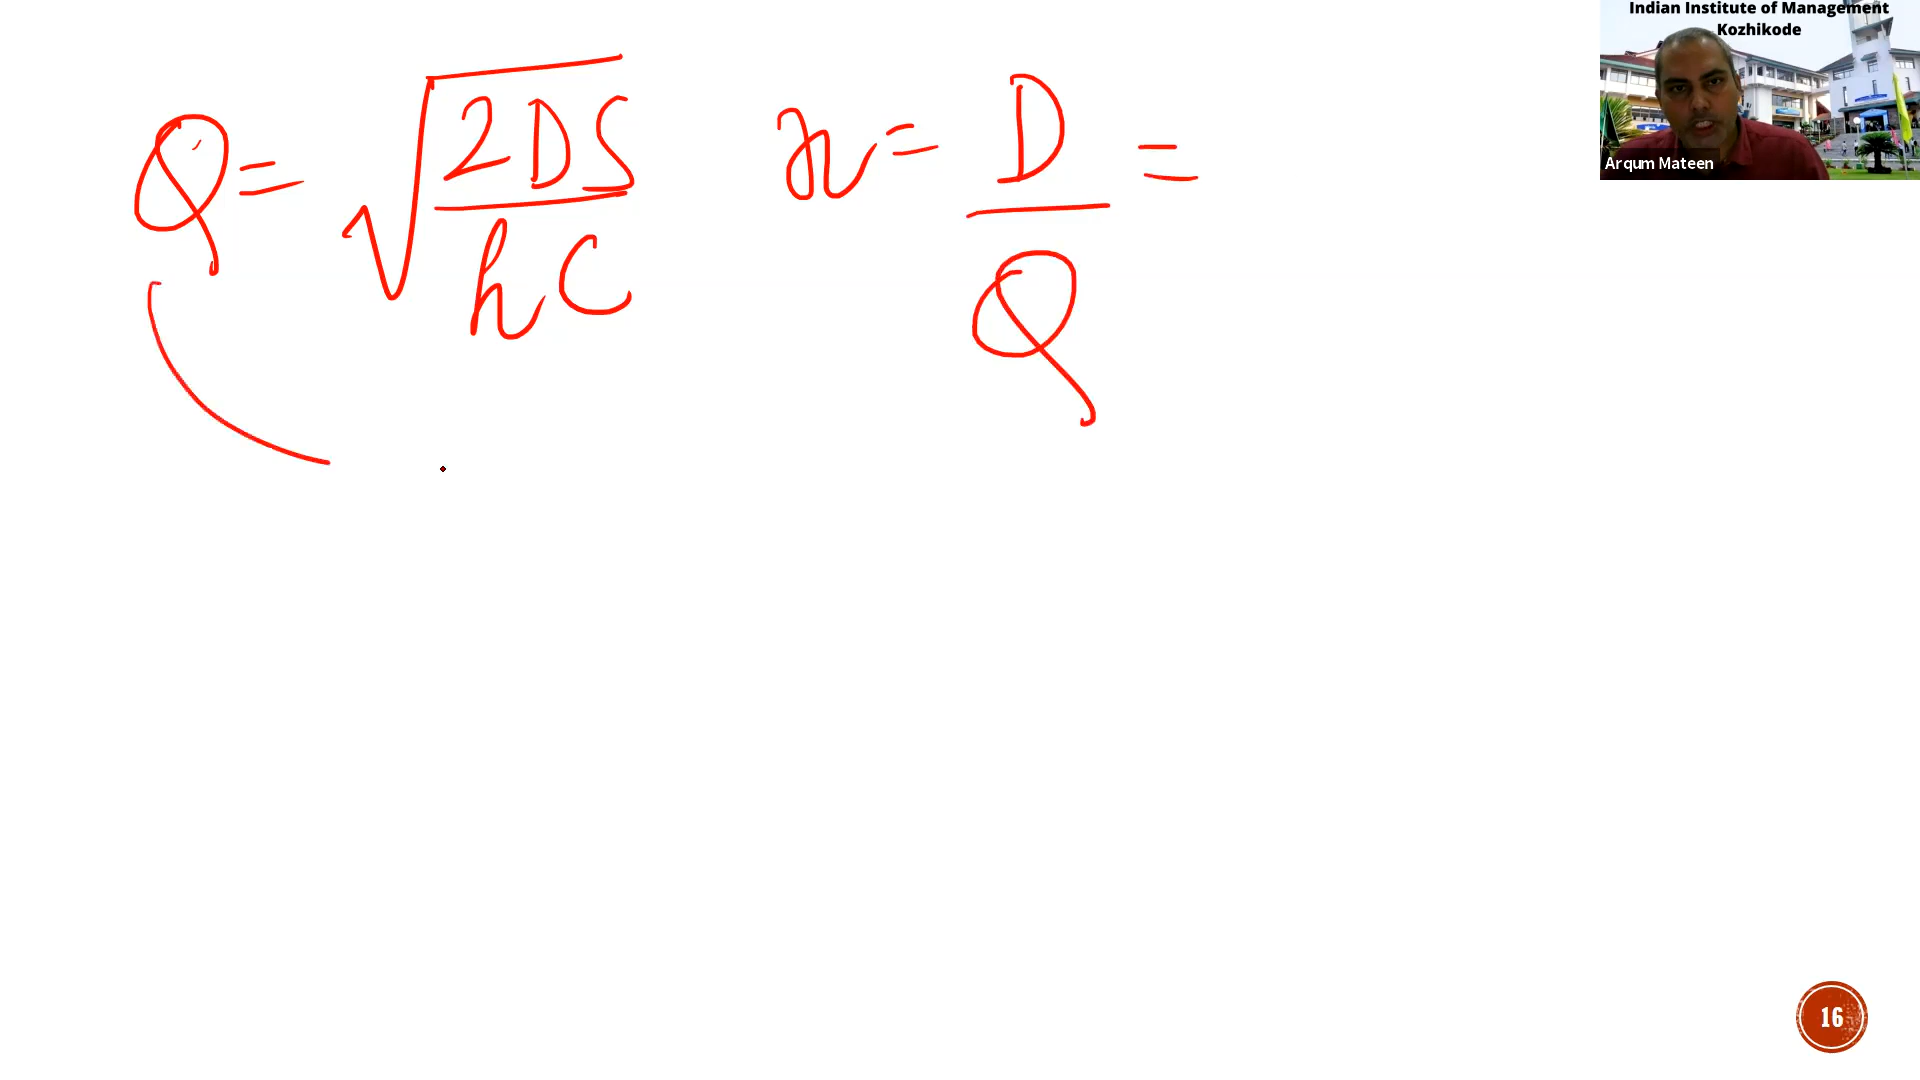 Indian Institute of Management
Kozhikode
Arqum Mateen
Q = √(2DS / hC)
n = D / Q =
16